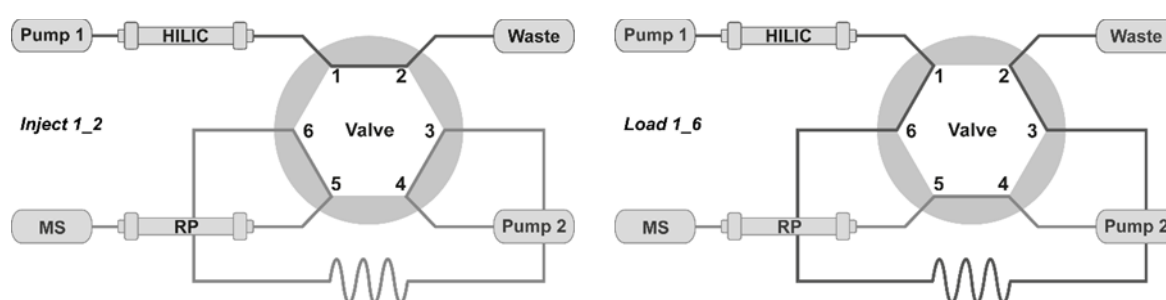 Pump 1
HILIC
Waste
1
2
Inject 1_2
6
Valve
3
5
4
MS
RP
Pump 2
Pump 1
HILIC
Waste
1
2
Load 1_6
6
Valve
3
5
4
MS
RP
Pump 2